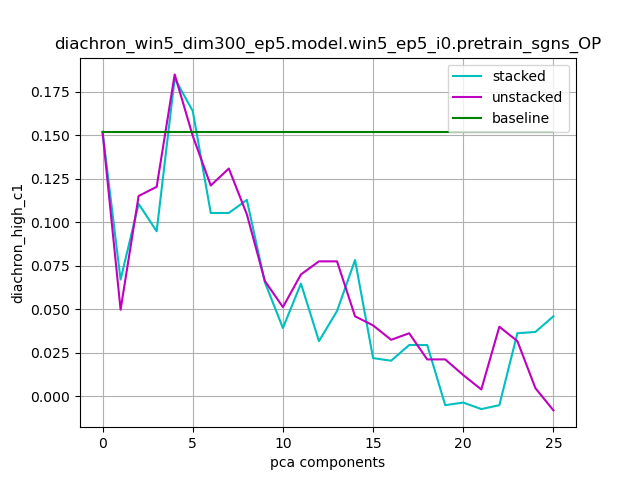 diachron_win5_dim300_ep5.model.win5_ep5_i0.pretrain_sgns_OP
stacked
unstacked
baseline
diachron_high_c1
0.175
0.150
0.125
0.100
0.075
0.050
0.025
0.000
0 5 10 15 20 25
pca components